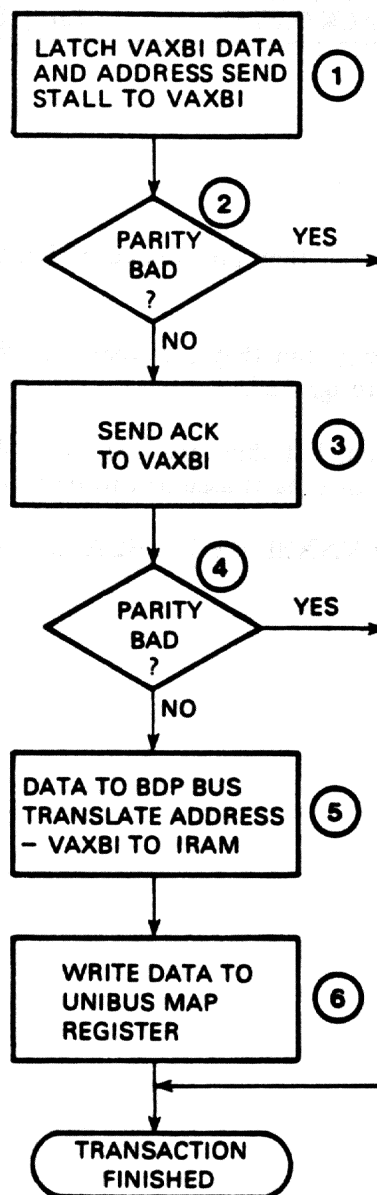 LATCH VAXBI DATA
AND ADDRESS SEND
STALL TO VAXBI
1
2
PARITY
BAD
?
YES
NO
SEND ACK
TO VAXBI
3
4
PARITY
BAD
?
YES
NO
DATA TO BDP BUS
TRANSLATE ADDRESS
– VAXBI TO IRAM
5
WRITE DATA TO
UNIBUS MAP
REGISTER
6
TRANSACTION
FINISHED